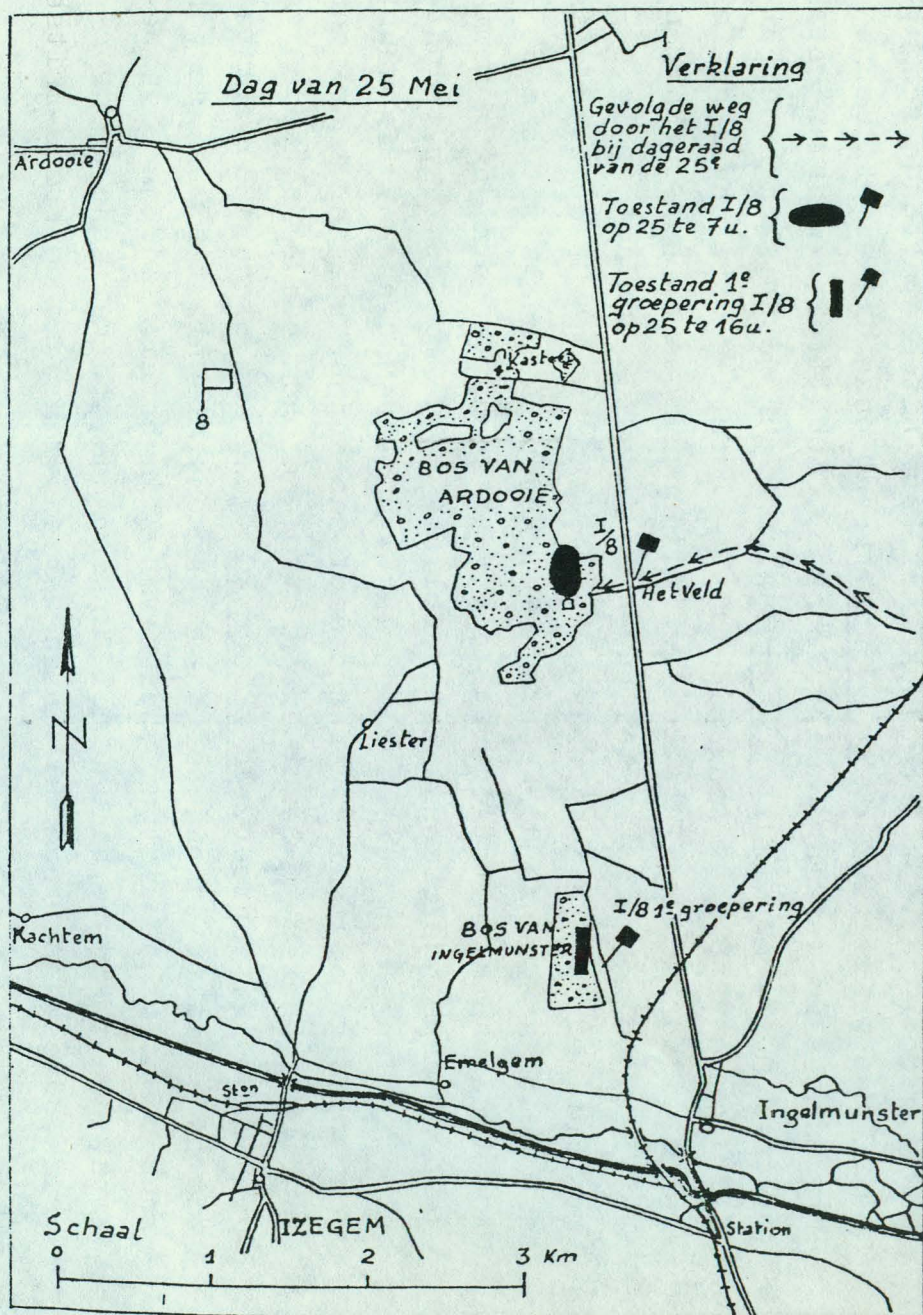 Dag van 25 Mei
Verklaring
Gevolgde weg
door het I/8
bij dageraad
van de 25e
Toestand I/8
op 25 te 7u.
Toestand 1e
groepering I/8
op 25 te 16u.
Ardooie
Kasteel
8
BOS VAN
ARDOOIE
I/8
Het Veld
N
Liester
Kachtem
I/8 1e groepering
BOS VAN
INGELMUNSTER
Emelgem
Ston
Ingelmunster
IZEGEM
Station
Schaal
0 1 2 3 Km